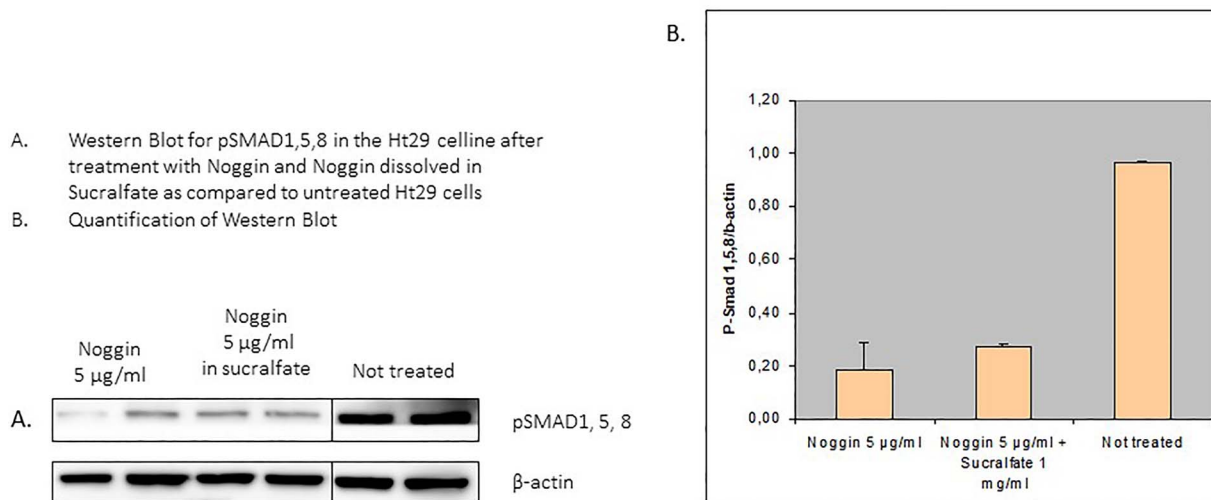 A. Western Blot for pSMAD1,5,8 in the Ht29 celline after
treatment with Noggin and Noggin dissolved in
Sucralfate as compared to untreated Ht29 cells
B. Quantification of Western Blot
Noggin
5 µg/ml
Noggin
5 µg/ml
in sucralfate
Not treated
A.
pSMAD1, 5, 8
β-actin
B.
P-Smad 1,5,8/b-actin
1,20
1,00
0,80
0,60
0,40
0,20
0,00
Noggin 5 µg/ml
Noggin 5 µg/ml +
Sucralfate 1
mg/ml
Not treated